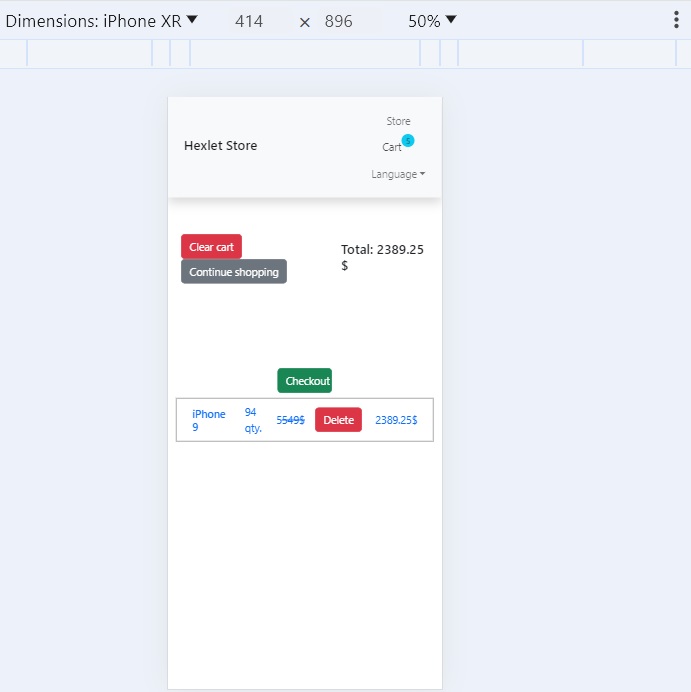 Dimensions: iPhone XR 414 × 896 50%
Store
Hexlet Store
Cart 5
Language
Clear cart
Continue shopping
Total: 2389.25
$
Checkout
iPhone
9
94
qty.
5549$
Delete
2389.25$